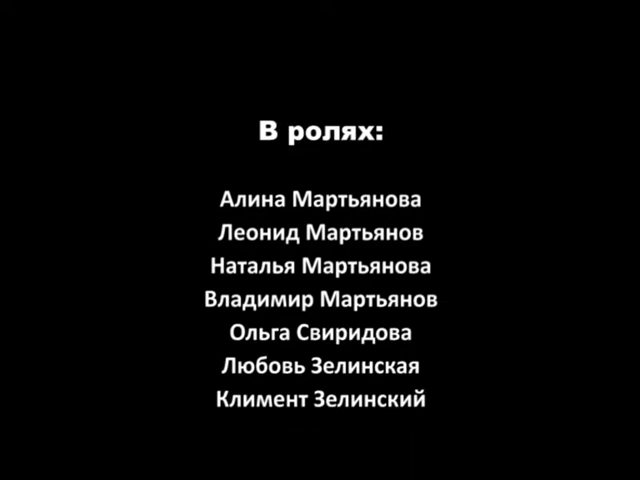 В ролях:
Алина Мартьянова
Леонид Мартьянов
Наталья Мартьянова
Владимир Мартьянов
Ольга Свиридова
Любовь Зелинская
Климент Зелинский